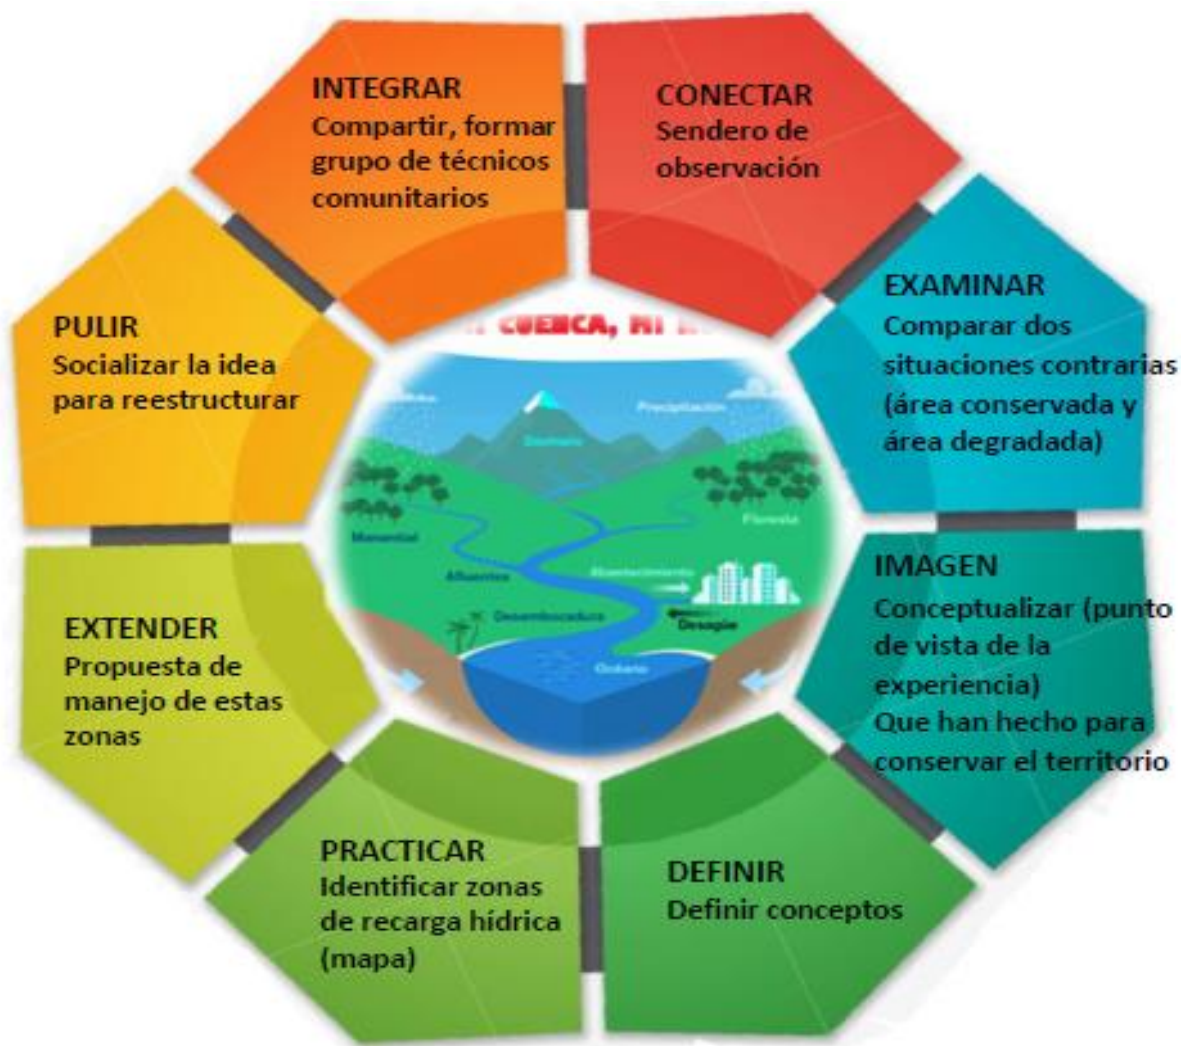 INTEGRAR
Compartir, formar
grupo de técnicos
comunitarios
CONECTAR
Sendero de
observación
EXAMINAR
Comparar dos
situaciones contrarias
(área conservada y
área degradada)
IMAGEN
Conceptualizar (punto
de vista de la
experiencia)
Que han hecho para
conservar el territorio
DEFINIR
Definir conceptos
PRACTICAR
Identificar zonas
de recarga hídrica
(mapa)
EXTENDER
Propuesta de
manejo de estas
zonas
PULIR
Socializar la idea
para reestructurar
CUENCA, MI
Precipitación
Floresta
Manantial
Afluentes
Abastecimiento
Desembocadura
Desagüe
Océano